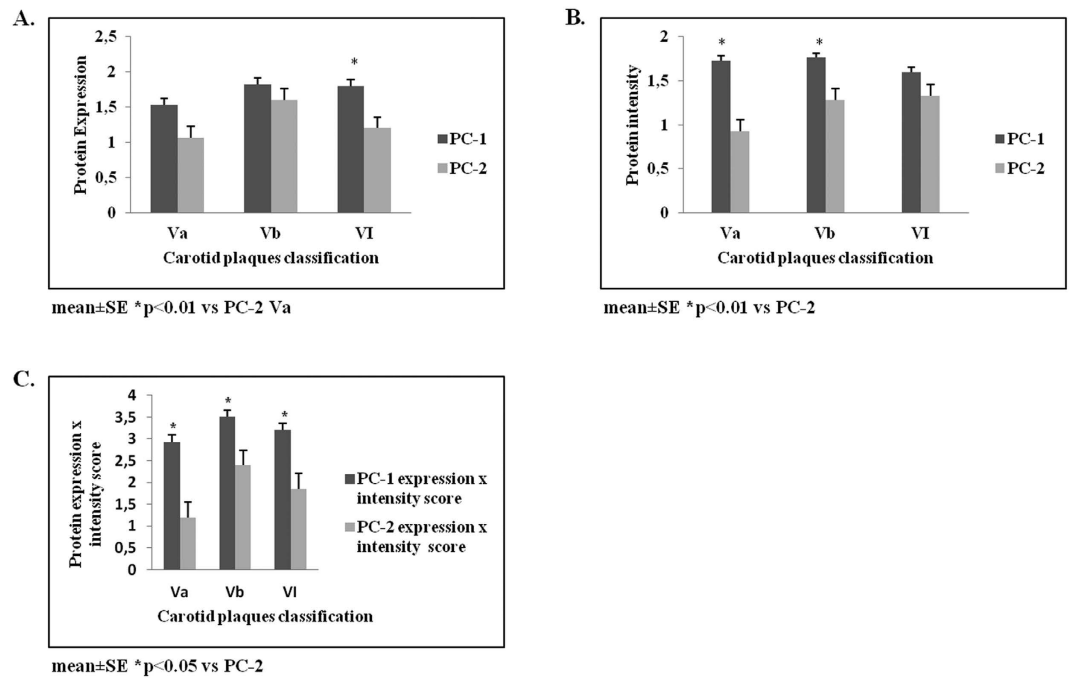 A.
Protein Expression
2,5
2
1,5
1
0,5
0
*
Va Vb VI
Carotid plaques classification
PC-1
PC-2
mean±SE *p<0.01 vs PC-2 Va
B.
Protein intensity
2
1,5
1
0,5
0
* *
Va Vb VI
Carotid plaques classification
PC-1
PC-2
mean±SE *p<0.01 vs PC-2
C.
Protein expression x
intensity score
4
3,5
3
2,5
2
1,5
1
0,5
0
* * *
Va Vb VI
Carotid plaques classification
PC-1 expression x
intensity score
PC-2 expression x
intensity score
mean±SE *p<0.05 vs PC-2